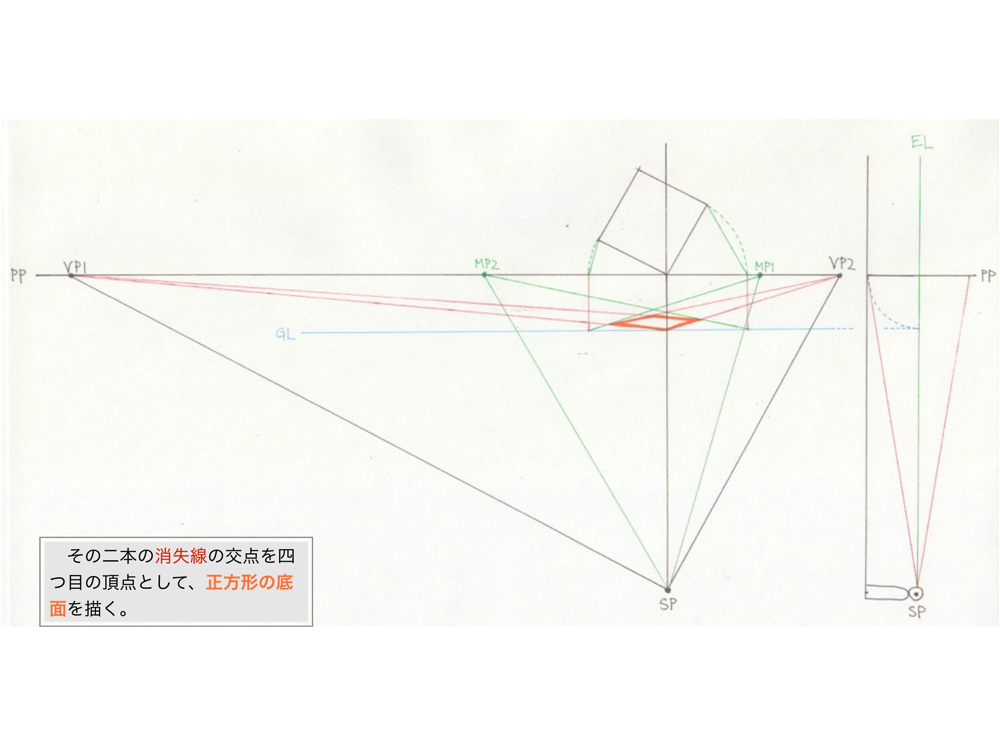 EL
PP
VP1
MP2
MP1
VP2
PP
GL
SP
SP
その二本の消失線の交点を四
つ目の頂点として、正方形の底
面を描く。